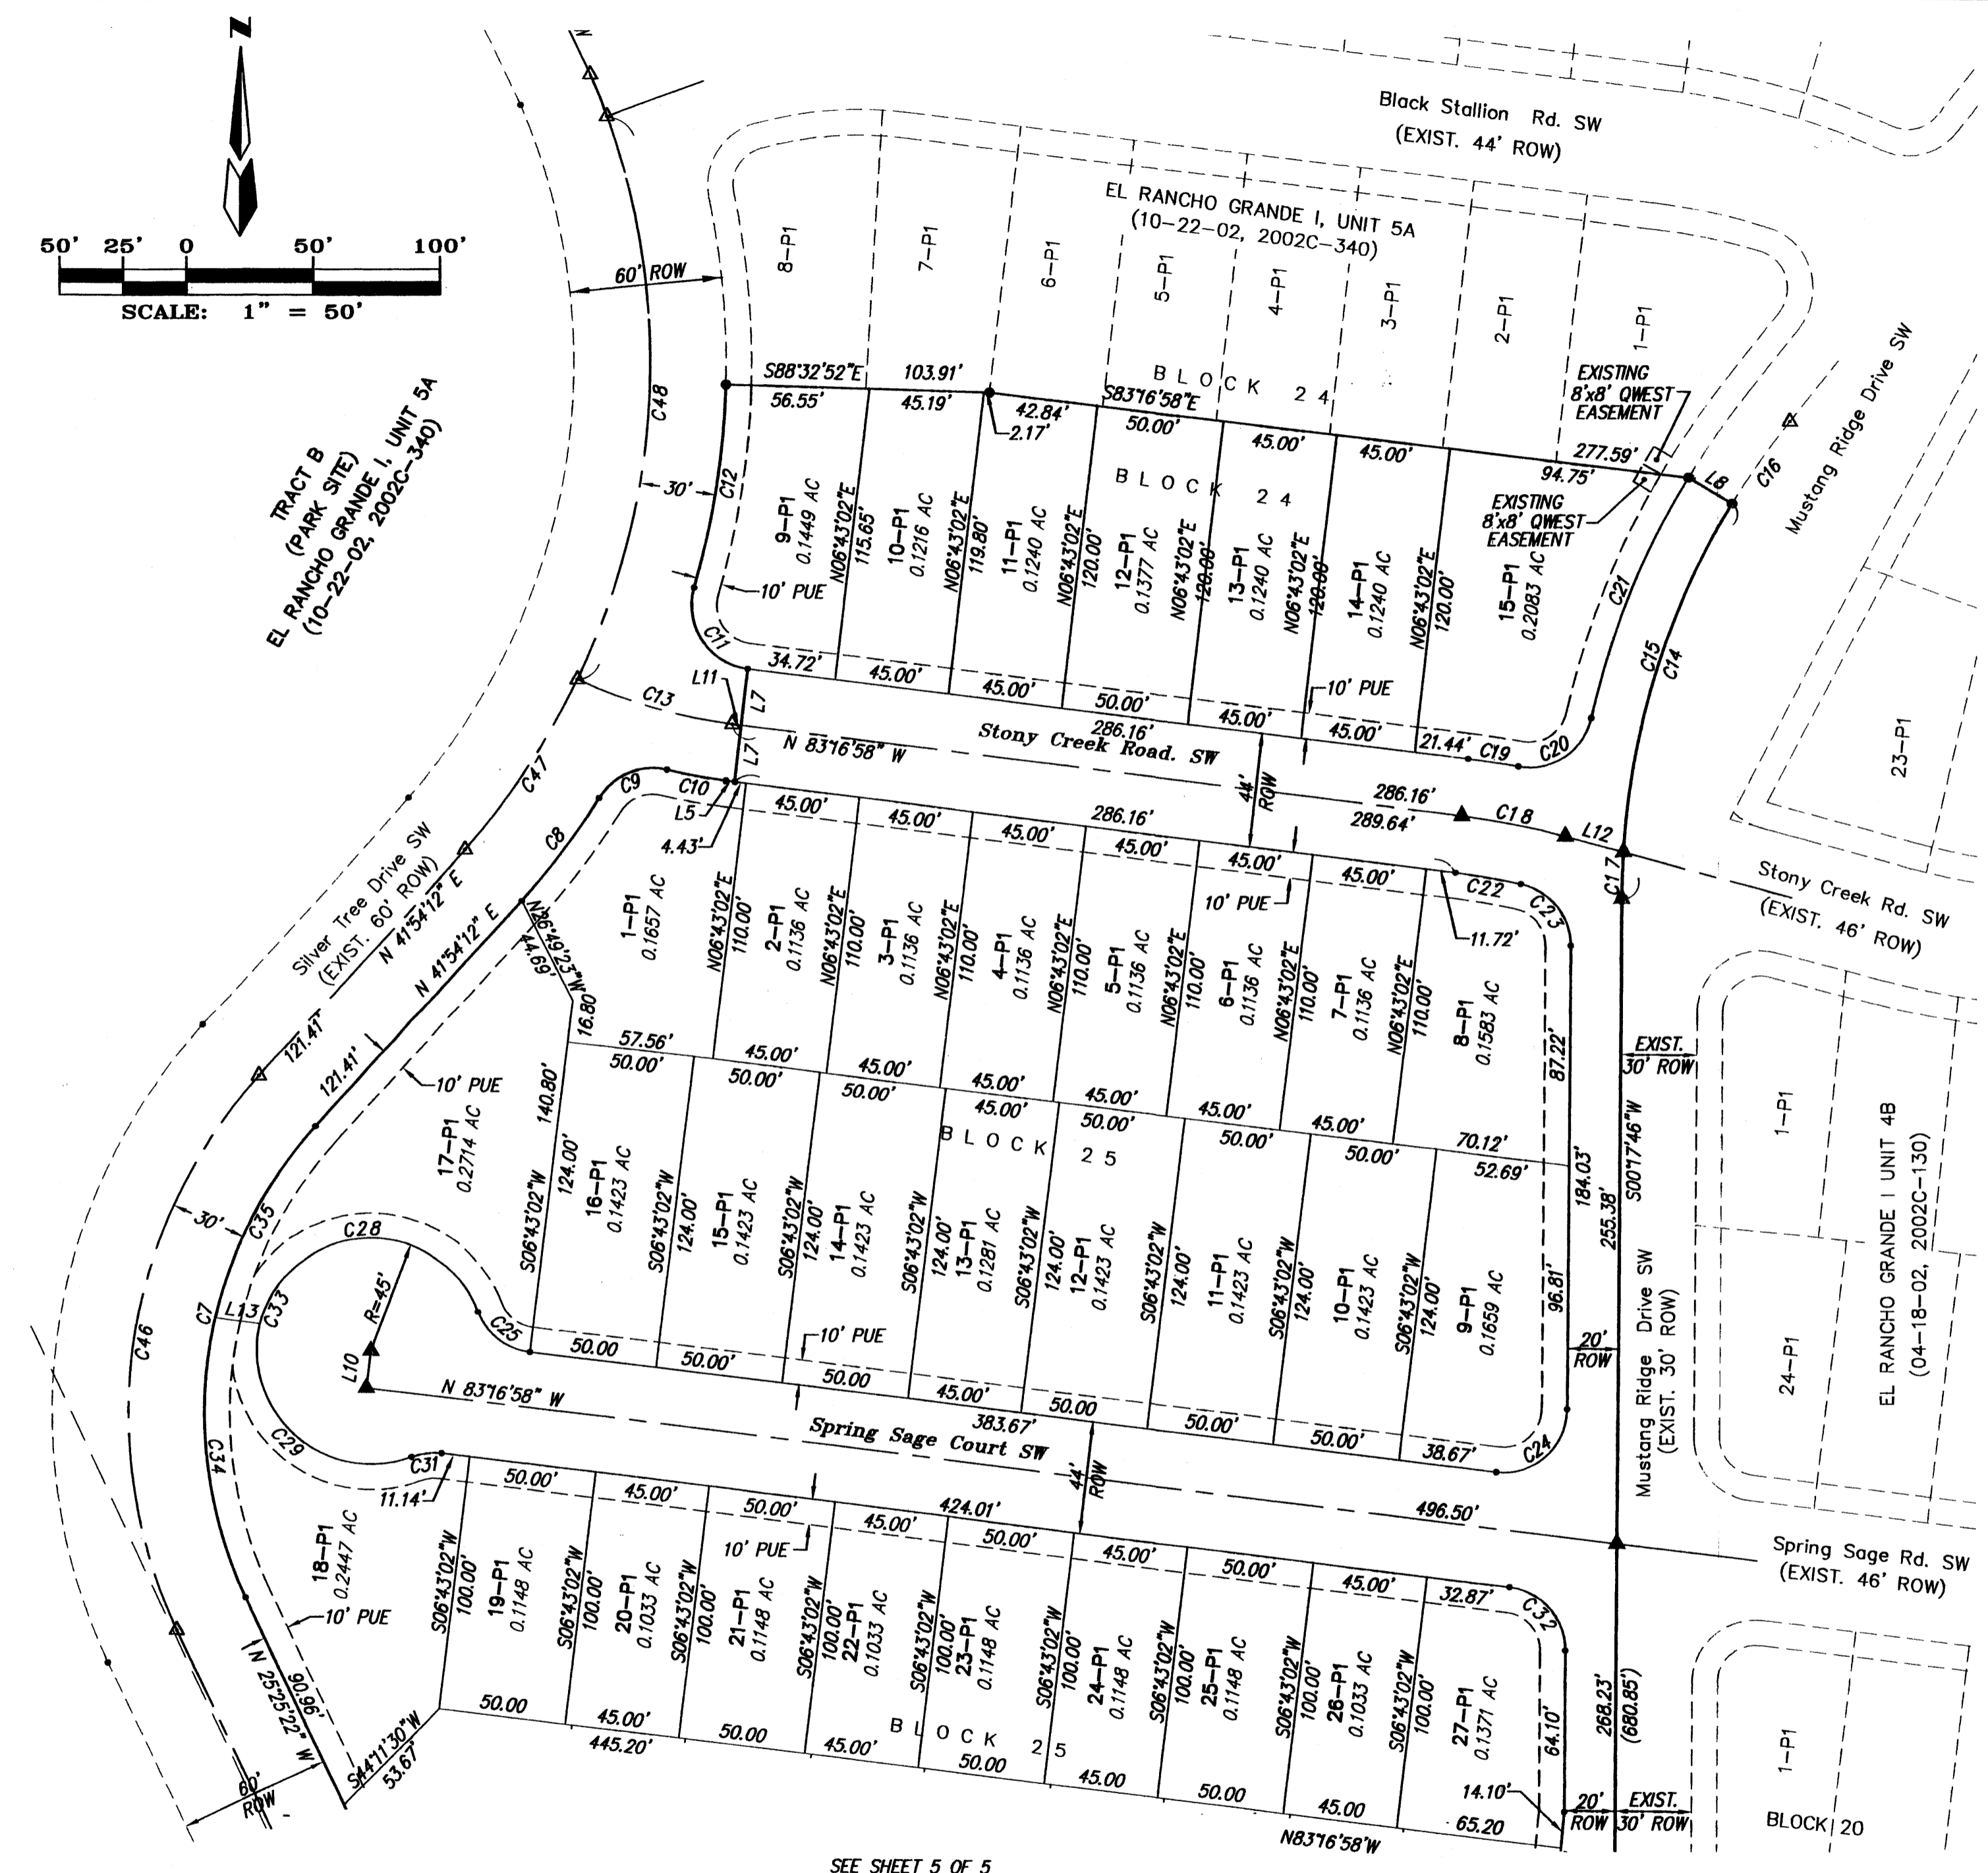 N
50' 25' 0 50' 100'
SCALE: 1" = 50'
TRACT B
(PARK SITE)
EL RANCHO GRANDE I, UNIT 5A
(10-22-02, 2002C-340)
N
60' ROW
C48
30'
C12
Black Stallion Rd. SW
(EXIST. 44' ROW)
EL RANCHO GRANDE I, UNIT 5A
(10-22-02, 2002C-340)
8-P1
7-P1
6-P1
5-P1
4-P1
3-P1
2-P1
1-P1
BLOCK 24
S88°32'52"E 103.91'
56.55' 45.19'
42.84'
2.17'
S83°16'58"E
50.00'
45.00'
45.00'
277.59'
94.75'
EXISTING
8'x8' QWEST
EASEMENT
EXISTING
8'x8' QWEST
EASEMENT
L8
C16
Mustang Ridge Drive SW
BLOCK 24
9-P1
0.1449 AC
N06°43'02"E
115.65'
10-P1
0.1216 AC
N06°43'02"E
119.80'
11-P1
0.1240 AC
N06°43'02"E
120.00'
12-P1
0.1377 AC
N06°43'02"E
120.00'
13-P1
0.1240 AC
N06°43'02"E
120.00'
14-P1
0.1240 AC
N06°43'02"E
120.00'
15-P1
0.2083 AC
C21
C15
C14
23-P1
10' PUE
C11
34.72'
45.00'
45.00'
50.00'
45.00'
45.00'
21.44'
C19
C20
10' PUE
286.16'
L11
L7
C13
L7
N 83°16'58" W
Stony Creek Road. SW
44'
ROW
286.16'
289.64'
C18
L12
C17
Stony Creek Rd. SW
(EXIST. 46' ROW)
C47
C9
C10
L5
4.43'
C8
45.00'
45.00'
45.00'
286.16'
45.00'
45.00'
45.00'
C22
C23
11.72'
10' PUE
Silver Tree Drive SW
(EXIST. 60' ROW)
N 41°54'12" E
121.41'
N 41°54'12" E
121.41'
10' PUE
N26°49'23"W
44.69'
16.80'
1-P1
0.1657 AC
N06°43'02"E
110.00'
2-P1
0.1136 AC
N06°43'02"E
110.00'
3-P1
0.1136 AC
N06°43'02"E
110.00'
4-P1
0.1136 AC
N06°43'02"E
110.00'
5-P1
0.1136 AC
N06°43'02"E
110.00'
6-P1
0.1136 AC
N06°43'02"E
110.00'
7-P1
0.1136 AC
N06°43'02"E
110.00'
8-P1
0.1583 AC
87.22'
57.56'
45.00'
45.00'
45.00'
45.00'
45.00'
45.00'
70.12'
50.00'
50.00'
50.00'
45.00'
50.00'
50.00'
50.00'
52.69'
BLOCK 25
17-P1
0.2714 AC
140.80'
S06°43'02"W
124.00'
16-P1
0.1423 AC
S06°43'02"W
124.00'
15-P1
0.1423 AC
S06°43'02"W
124.00'
14-P1
0.1423 AC
S06°43'02"W
124.00'
13-P1
0.1281 AC
S06°43'02"W
124.00'
12-P1
0.1423 AC
S06°43'02"W
124.00'
11-P1
0.1423 AC
S06°43'02"W
124.00'
10-P1
0.1423 AC
S06°43'02"W
124.00'
9-P1
0.1659 AC
96.81'
184.03'
255.38'
S00°17'46"W
EXIST.
30' ROW
1-P1
24-P1
EL RANCHO GRANDE I UNIT 4B
(04-18-02, 2002C-130)
Mustang Ridge Drive SW
(EXIST. 30' ROW)
20'
ROW
30'
C35
C28
R=45'
C7
L13
C33
C46
C25
L10
C34
C29
C31
11.14'
10' PUE
50.00
50.00'
50.00
45.00'
50.00
50.00'
50.00'
38.67'
C24
383.67'
N 83°16'58" W
Spring Sage Court SW
44'
ROW
496.50'
Spring Sage Rd. SW
(EXIST. 46' ROW)
50.00'
45.00'
50.00'
424.01'
45.00'
50.00'
45.00'
50.00'
45.00'
32.87'
C32
10' PUE
18-P1
0.2447 AC
10' PUE
S06°43'02"W
100.00'
19-P1
0.1148 AC
S06°43'02"W
100.00'
20-P1
0.1033 AC
S06°43'02"W
100.00'
21-P1
0.1148 AC
S06°43'02"W
100.00'
22-P1
0.1033 AC
S06°43'02"W
100.00'
23-P1
0.1148 AC
S06°43'02"W
100.00'
24-P1
0.1148 AC
S06°43'02"W
100.00'
25-P1
0.1148 AC
S06°43'02"W
100.00'
26-P1
0.1033 AC
S06°43'02"W
100.00'
27-P1
0.1371 AC
64.10'
268.23'
(680.85')
1-P1
BLOCK 20
N 25°25'22" W
90.96'
S44°11'30"W
53.67'
60'
ROW
50.00
45.00'
50.00
45.00'
50.00
45.00
50.00
45.00
65.20
445.20'
BLOCK 25
14.10'
20'
ROW
EXIST.
30' ROW
N83°16'58'W
SEE SHEET 5 OF 5